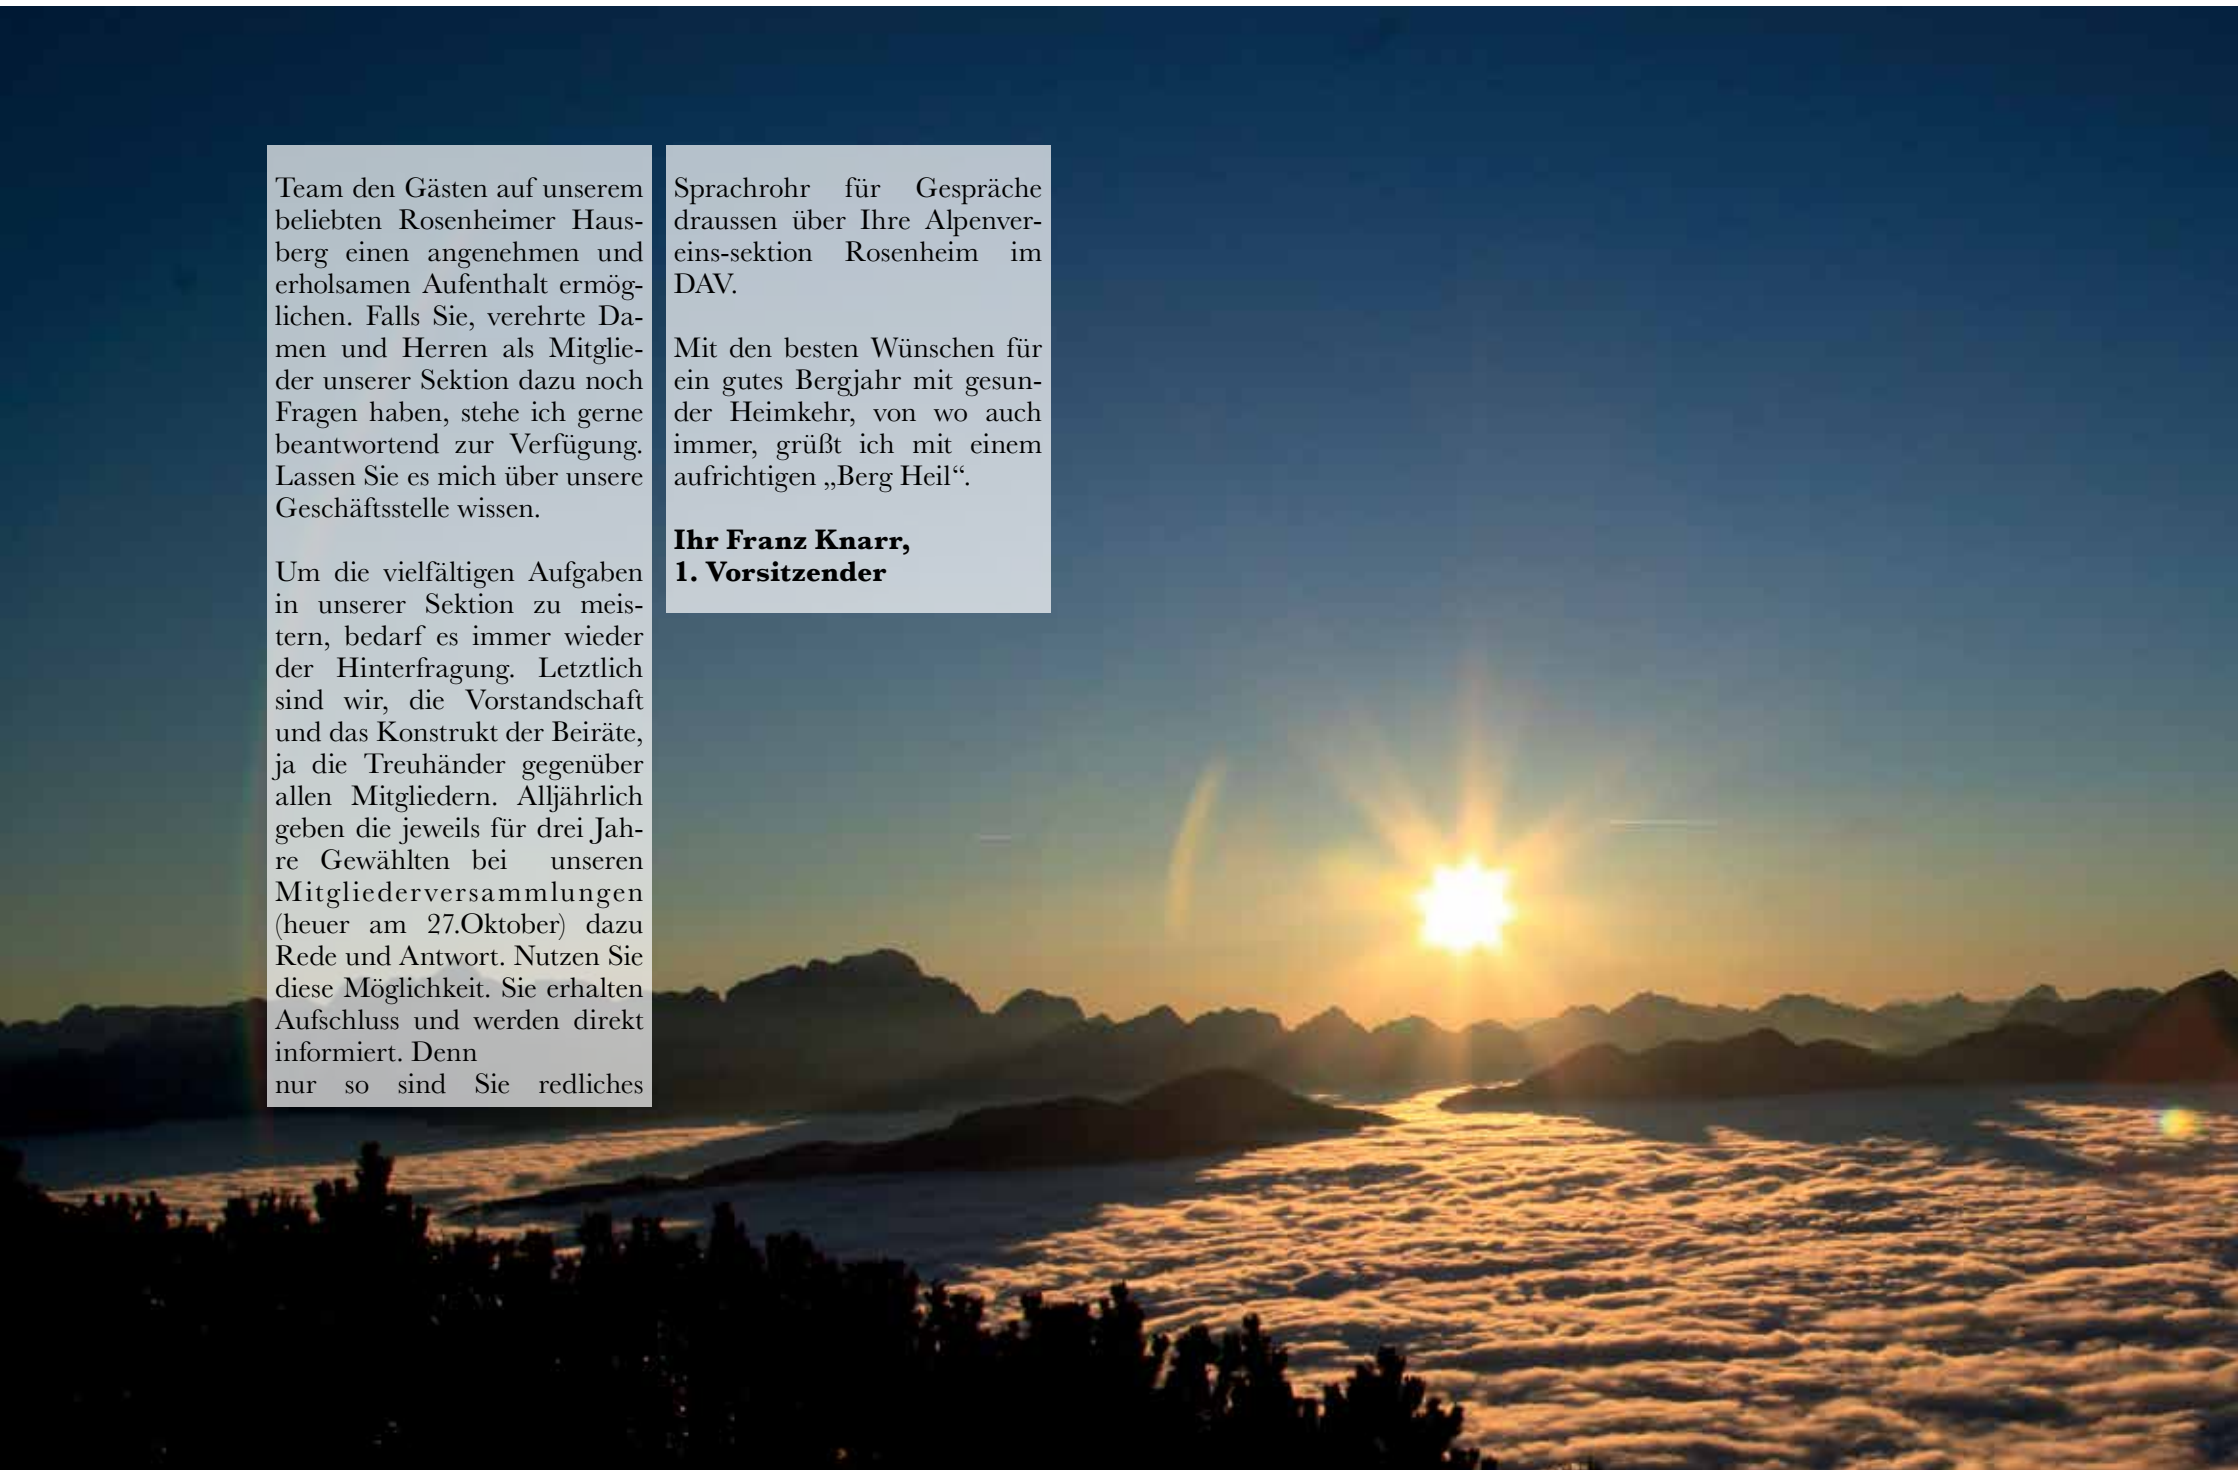 Team den Gästen auf unserem
beliebten Rosenheimer Haus-
berg einen angenehmen und
erholsamen Aufenthalt ermög-
lichen. Falls Sie, verehrte Da-
men und Herren als Mitglie-
der unserer Sektion dazu noch
Fragen haben, stehe ich gerne
beantwortend zur Verfügung.
Lassen Sie es mich über unsere
Geschäftsstelle wissen.
Um die vielfältigen Aufgaben
in unserer Sektion zu meis-
tern, bedarf es immer wieder
der Hinterfragung. Letztlich
sind wir, die Vorstandschaft
und das Konstrukt der Beiräte,
ja die Treuhänder gegenüber
allen Mitgliedern. Alljährlich
geben die jeweils für drei Jah-
re Gewählten bei unseren
Mitgliederversammlungen
(heuer am 27.Oktober) dazu
Rede und Antwort. Nutzen Sie
diese Möglichkeit. Sie erhalten
Aufschluss und werden direkt
informiert. Denn
nur so sind Sie redliches
Sprachrohr für Gespräche
draussen über Ihre Alpenver-
eins-sektion Rosenheim im
DAV.
Mit den besten Wünschen für
ein gutes Bergjahr mit gesun-
der Heimkehr, von wo auch
immer, grüßt ich mit einem
aufrichtigen „Berg Heil“.
Ihr Franz Knarr,
1. Vorsitzender